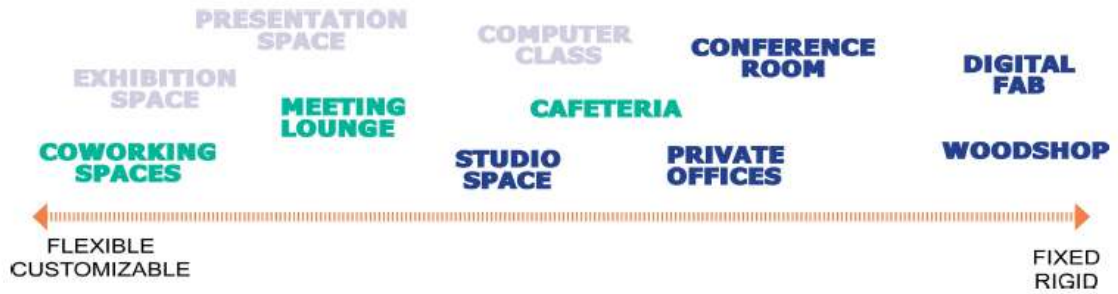 PRESENTATION
SPACE
COMPUTER
CLASS
CONFERENCE
ROOM
DIGITAL
FAB
EXHIBITION
SPACE
MEETING
LOUNGE
CAFETERIA
COWORKING
SPACES
STUDIO
SPACE
PRIVATE
OFFICES
WOODSHOP
FLEXIBLE
CUSTOMIZABLE
FIXED
RIGID